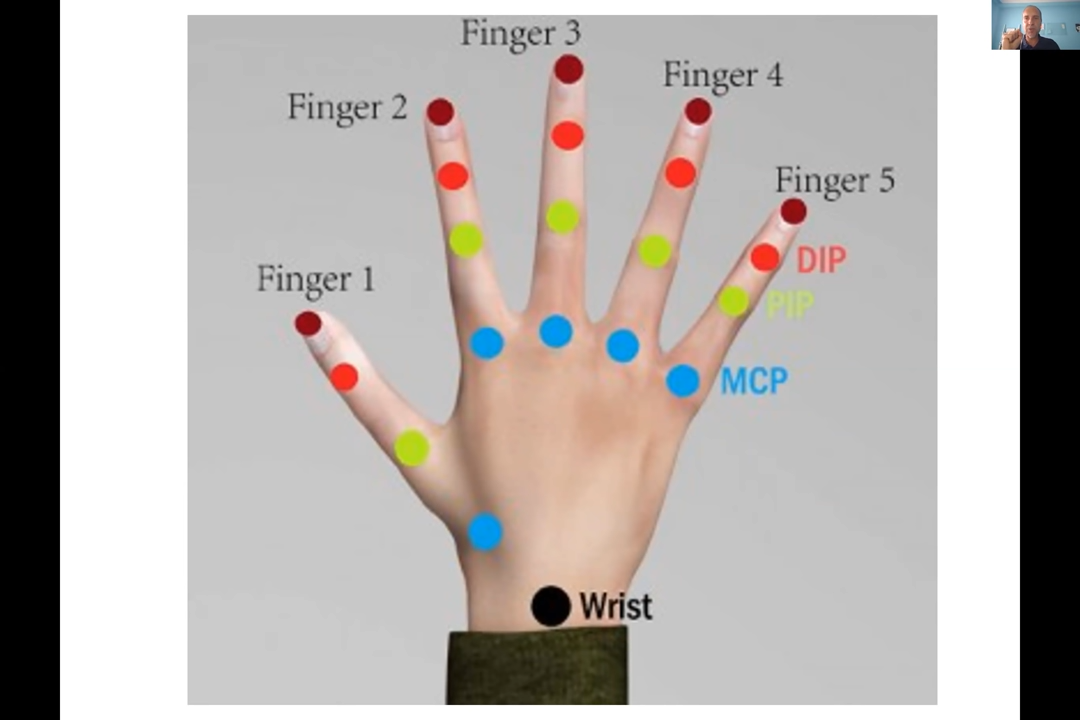 Finger 3
Finger 4
Finger 2
Finger 5
DIP
Finger 1
PIP
MCP
Wrist